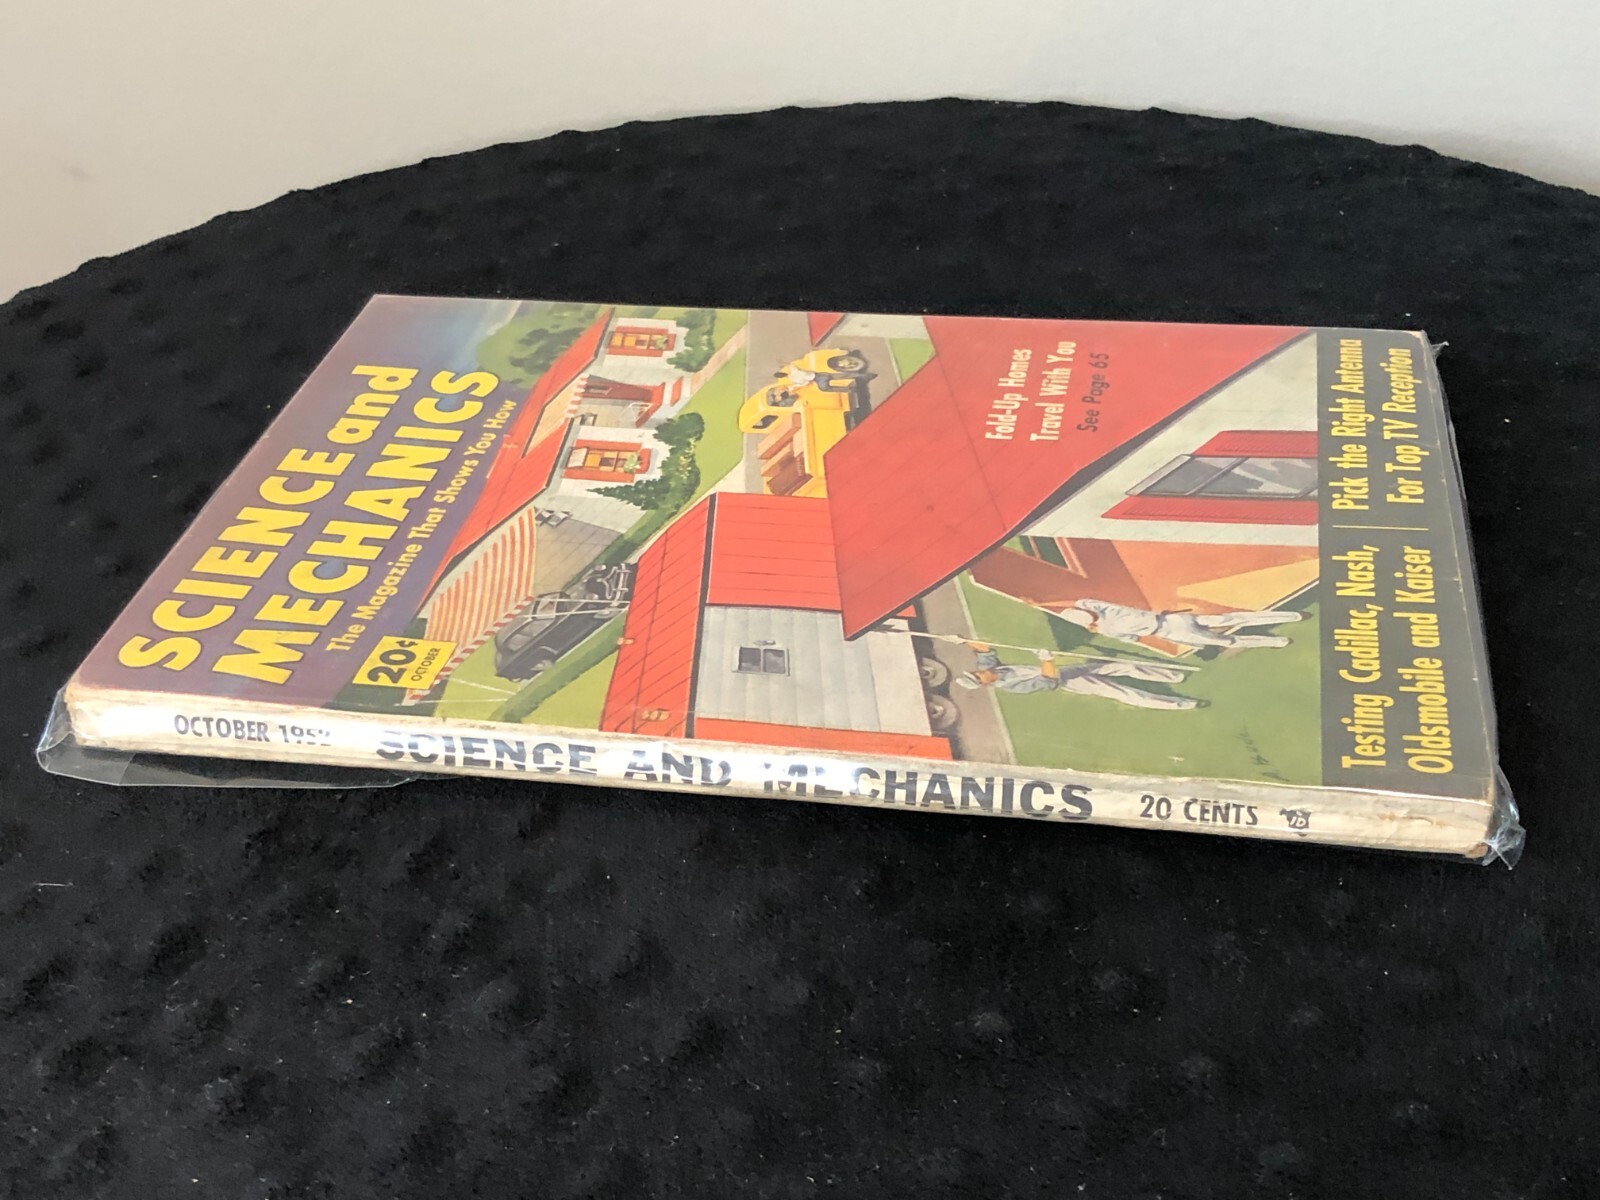 SCIENCE and
MECHANICS
The Magazine That Shows You How
20¢
OCTOBER
Fold-Up Homes
Travel With You
See Page 65
Testing Cadillac, Nash,
Oldsmobile and Kaiser
Pick the Right Antenna
For Top TV Reception
OCTOBER 1952 SCIENCE AND MECHANICS 20 CENTS